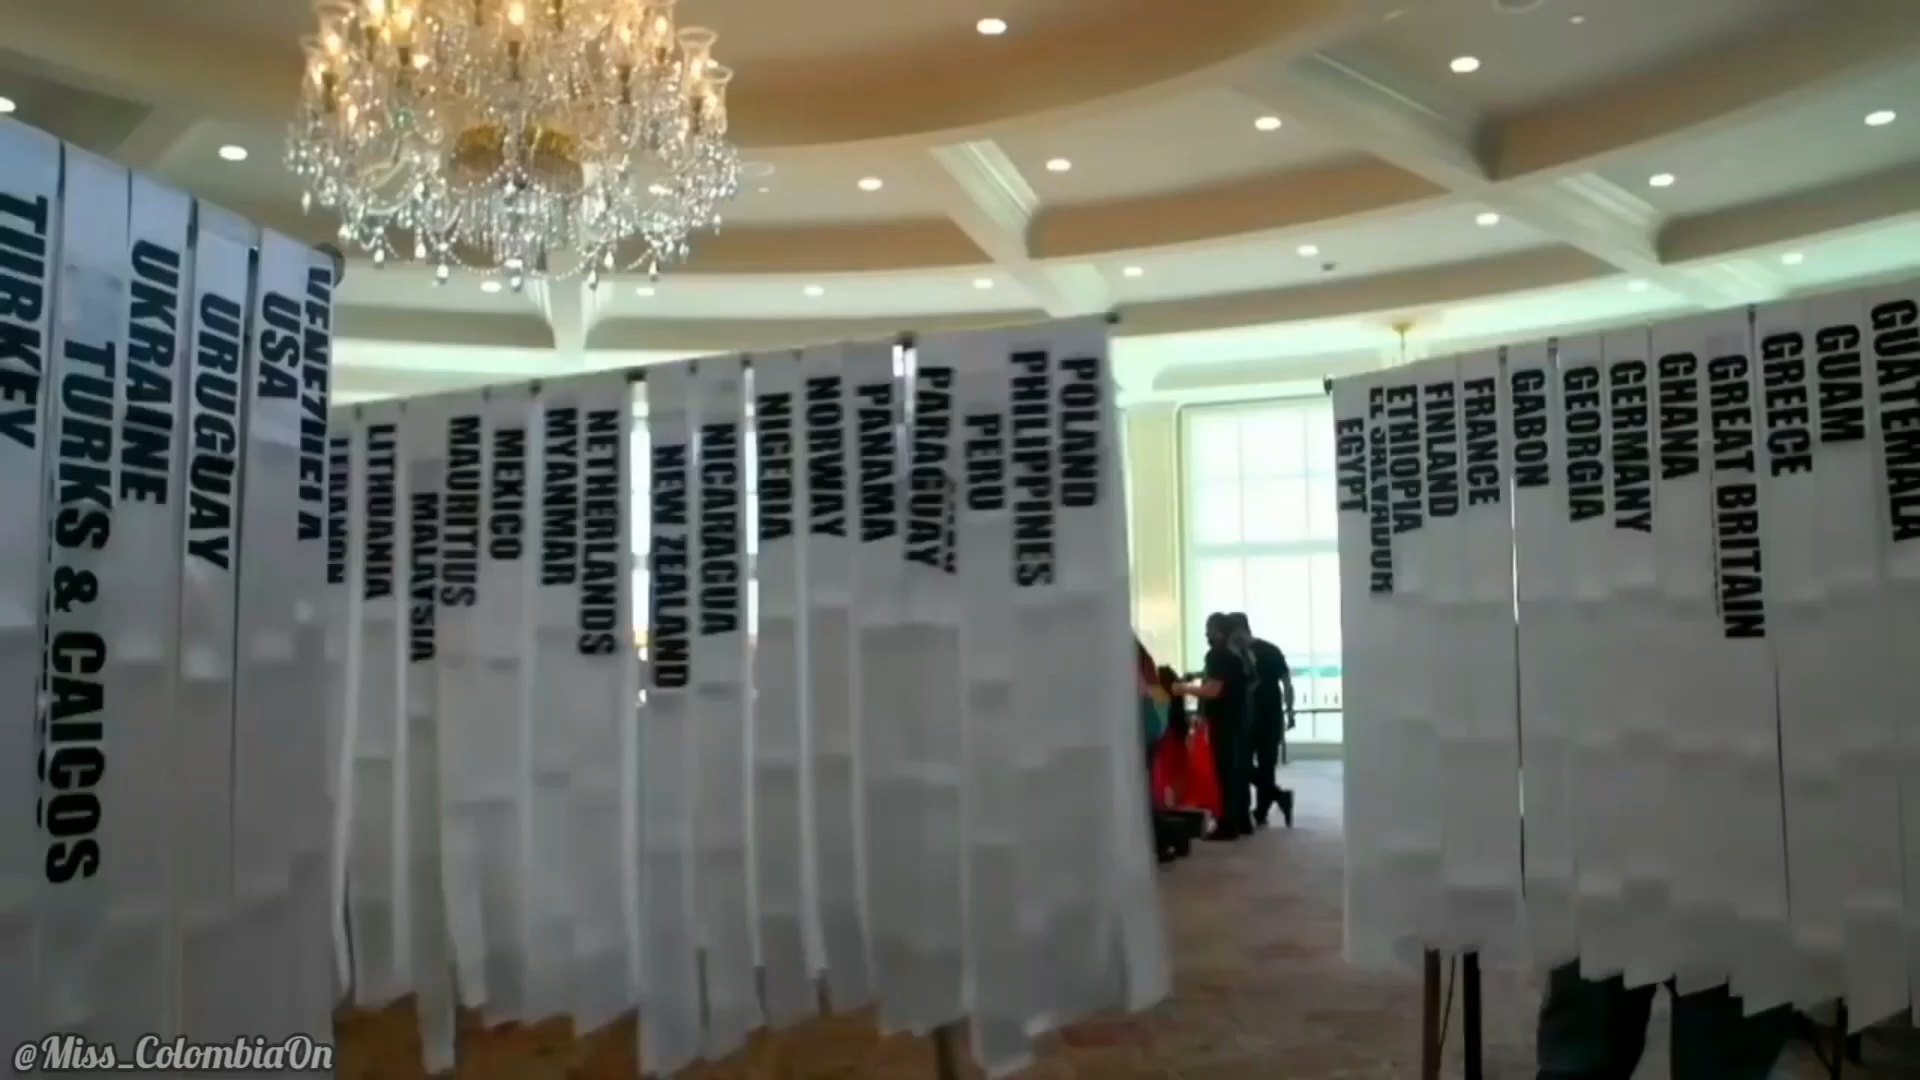 TURKEY
TURKS & CAICOS
UKRAINE
URUGUAY
USA
VENEZUELA
LEBANON
LITHUANIA
MALAYSIA
MAURITIUS
MEXICO
MYANMAR
NETHERLANDS
NEW ZEALAND
NICARAGUA
NIGERIA
NORWAY
PANAMA
PARAGUAY
PERU
PHILIPPINES
POLAND
EGYPT
EL SALVADOR
ETHIOPIA
FINLAND
FRANCE
GABON
GEORGIA
GERMANY
GHANA
GREAT BRITAIN
GREECE
GUAM
GUATEMALA
@Miss_ColombiaOn